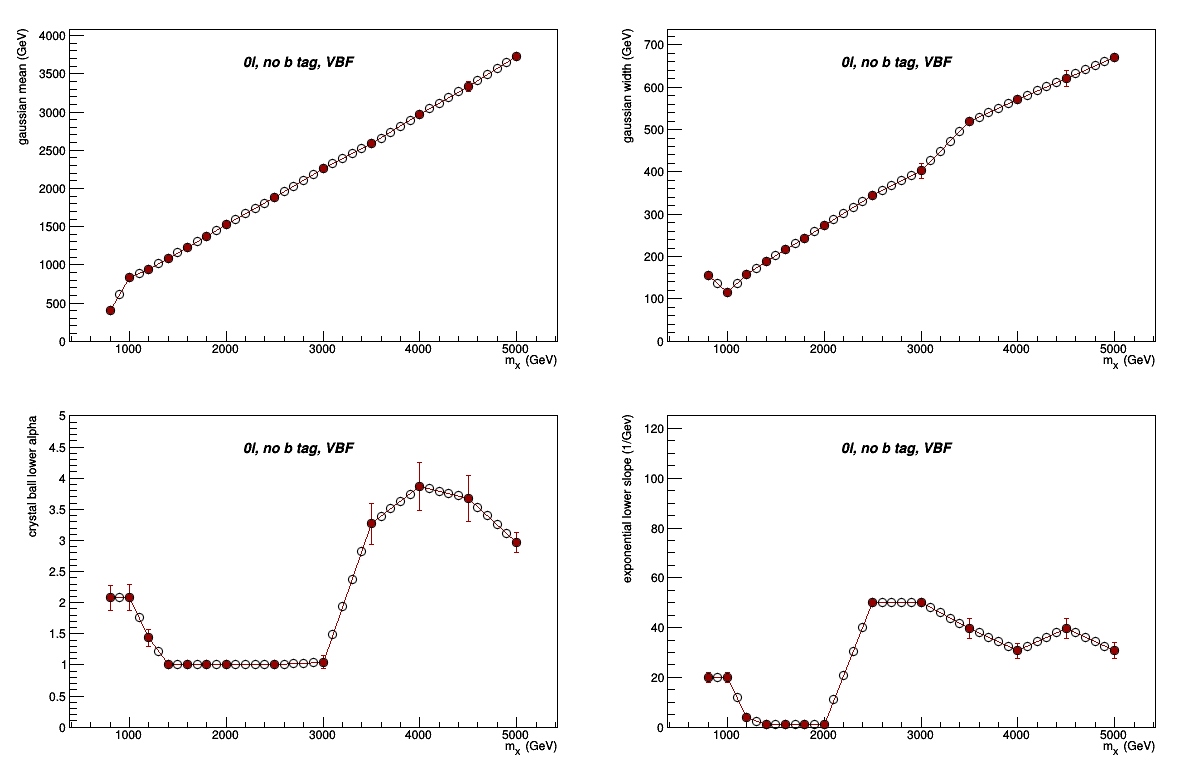 gaussian mean (GeV)
0l, no b tag, VBF
4000
3500
3000
2500
2000
1500
1000
500
0
1000 2000 3000 4000 5000
mx (GeV)
gaussian width (GeV)
0l, no b tag, VBF
700
600
500
400
300
200
100
0
1000 2000 3000 4000 5000
mx (GeV)
crystal ball lower alpha
0l, no b tag, VBF
5
4.5
4
3.5
3
2.5
2
1.5
1
0.5
0
1000 2000 3000 4000 5000
mx (GeV)
exponential lower slope (1/Gev)
0l, no b tag, VBF
120
100
80
60
40
20
0
1000 2000 3000 4000 5000
mx (GeV)